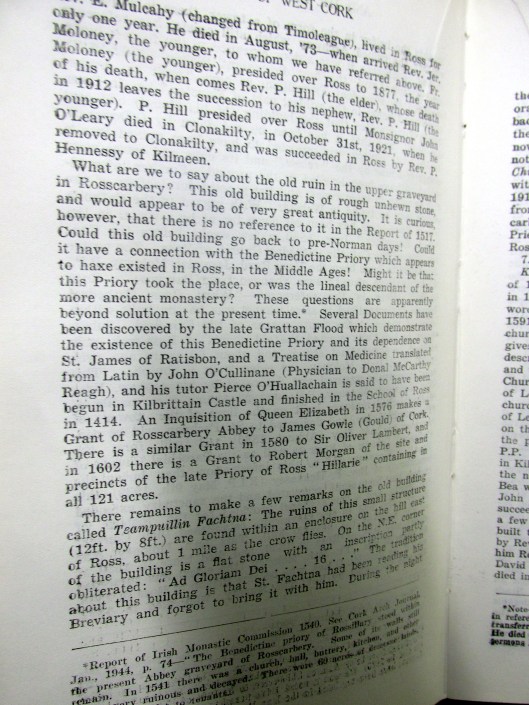 WEST CORK
Rev. E. Mulcahy (changed from Timoleague), lived in Ross for
only one year. He died in August, '73—when arrived Rev. Jer.
Moloney, the younger, to whom we have referred above. Fr.
Moloney (the younger), presided over Ross to 1877, the year
of his death, when comes Rev. P. Hill (the elder), whose death
in 1912 leaves the succession to his nephew, Rev. P. Hill (the
younger). P. Hill presided over Ross until Monsignor John
O'Leary died in Clonakilty, in October 31st, 1921, when he
removed to Clonakilty, and was succeeded in Ross by Rev. P.
Hennessy of Kilmeen.
What are we to say about the old ruin in the upper graveyard
in Rosscarbery? This old building is of rough unhewn stone,
and would appear to be of very great antiquity. It is curious,
however, that there is no reference to it in the Report of 1517.
Could this old building go back to pre-Norman days! Could
it have a connection with the Benedictine Priory which appears
to haxe existed in Ross, in the Middle Ages! Might it be that
this Priory took the place, or was the lineal descendant of the
more ancient monastery? These questions are apparently
beyond solution at the present time.* Several Documents have
been discovered by the late Grattan Flood which demonstrate
the existence of this Benedictine Priory and its dependence on
St. James of Ratisbon, and a Treatise on Medicine translated
from Latin by John O'Cullinane (Physician to Donal McCarthy
Reagh), and his tutor Pierce O'Huallachain is said to have been
begun in Kilbrittain Castle and finished in the School of Ross
in 1414. An Inquisition of Queen Elizabeth in 1576 makes a
Grant of Rosscarbery Abbey to James Gowle (Gould) of Cork.
There is a similar Grant in 1580 to Sir Oliver Lambert, and
in 1602 there is a Grant to Robert Morgan of the site and
precincts of the late Priory of Ross "Hillarie" containing in
all 121 acres.
There remains to make a few remarks on the old building
called Teampuillin Fachtna: The ruins of this small structure
(12ft. by 8ft.) are found within an enclosure on the hill east
of Ross, about 1 mile as the crow flies. On the N.E. corner
of the building is a flat stone with an inscription partly
obliterated: "Ad Gloriam Dei .... 16 .." The tradition
about this building is that St. Fachtna had been reading his
Breviary and forgot to bring it with him. During the night
*Report of Irish Monastic Commission 1540. See Cork Arch Journal,
Jan., 1944, p. 74—"The Benedictine priory of Rossillary stood within
the present Abbey graveyard of Rosscarbery. Some of its walls still
remain. In 1541 there was a church, hall, buttery, kitchen, and other
ruinous and decayed. There were 60 acres of